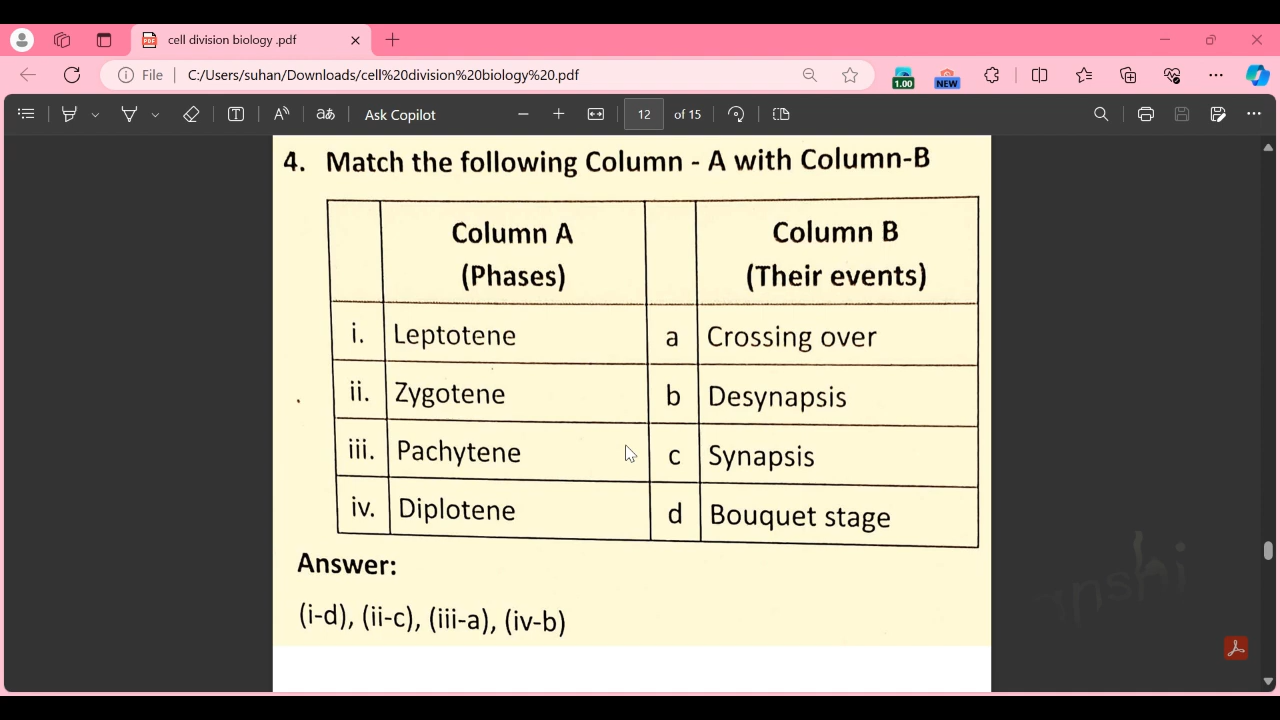 cell division biology .pdf
File
C:/Users/suhan/Downloads/cell%20division%20biology%20.pdf
1.00
NEW
A
aあ
Ask Copilot
12
of 15
4. Match the following Column - A with Column-B
Column A
(Phases)
Column B
(Their events)
i. Leptotene a Crossing over
ii. Zygotene b Desynapsis
iii. Pachytene c Synapsis
iv. Diplotene d Bouquet stage
Answer:
(i-d), (ii-c), (iii-a), (iv-b)